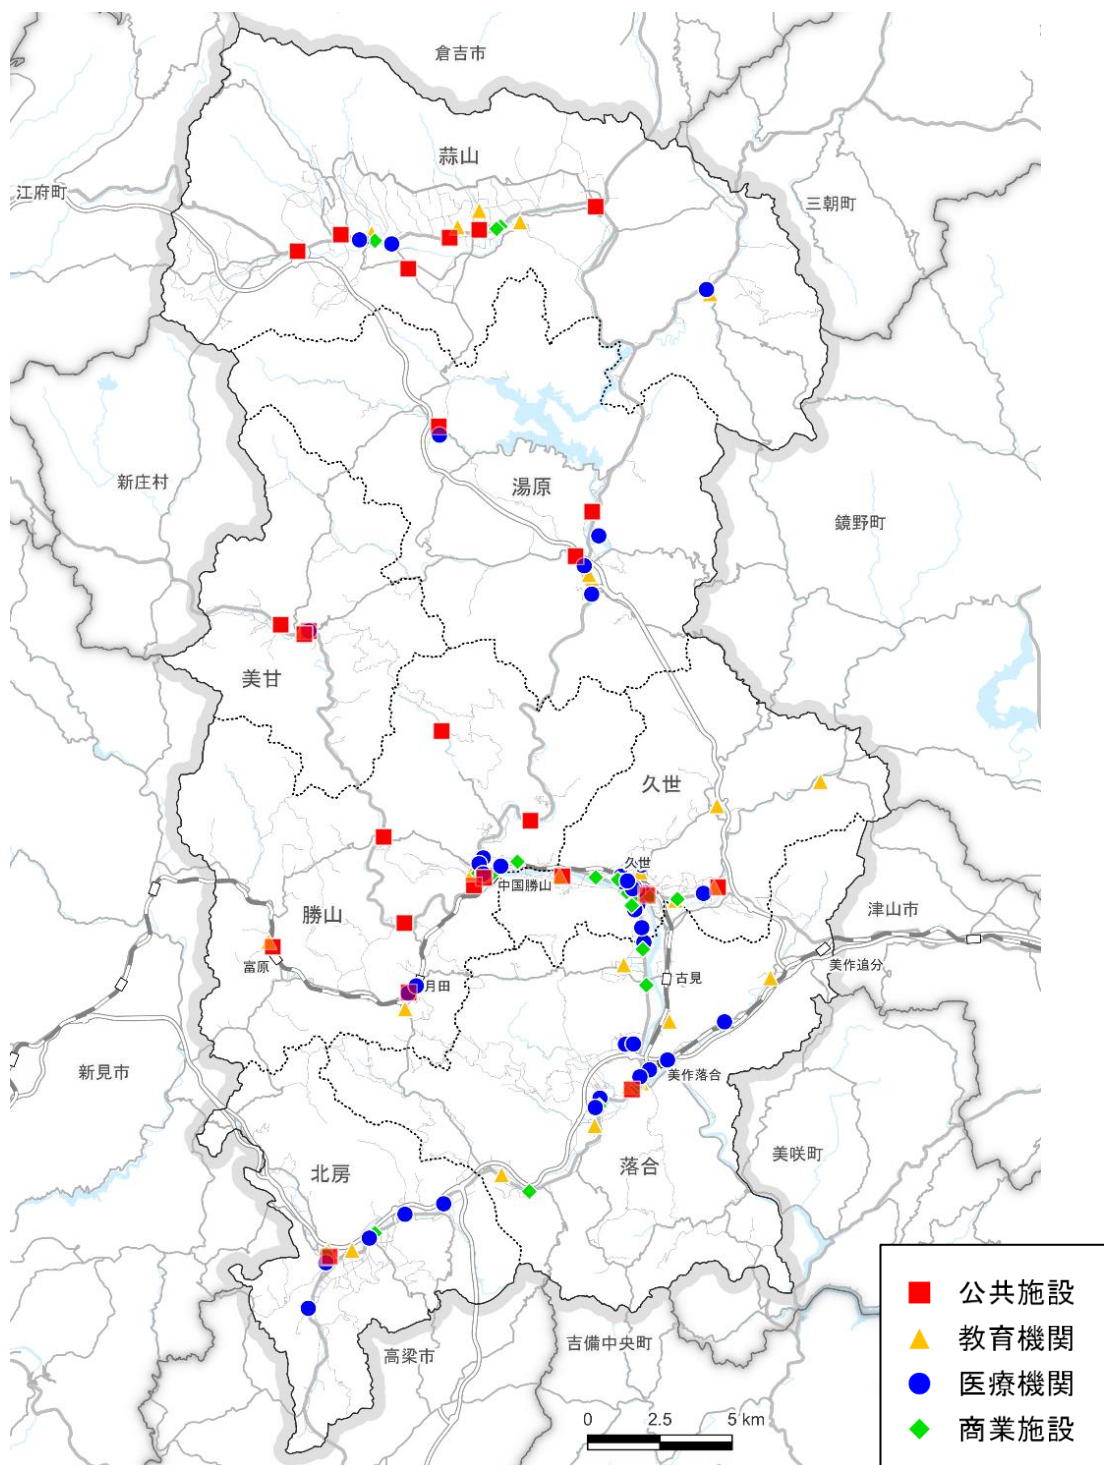 倉吉市
蒜山
江府町
三朝町
新庄村
湯原
鏡野町
美甘
久世
久世
中国勝山
勝山
津山市
富原
月田
古見
美作追分
新見市
美作落合
美咲町
北房
落合
吉備中央町
高梁市
公共施設
教育機関
医療機関
商業施設
0 2.5 5 km